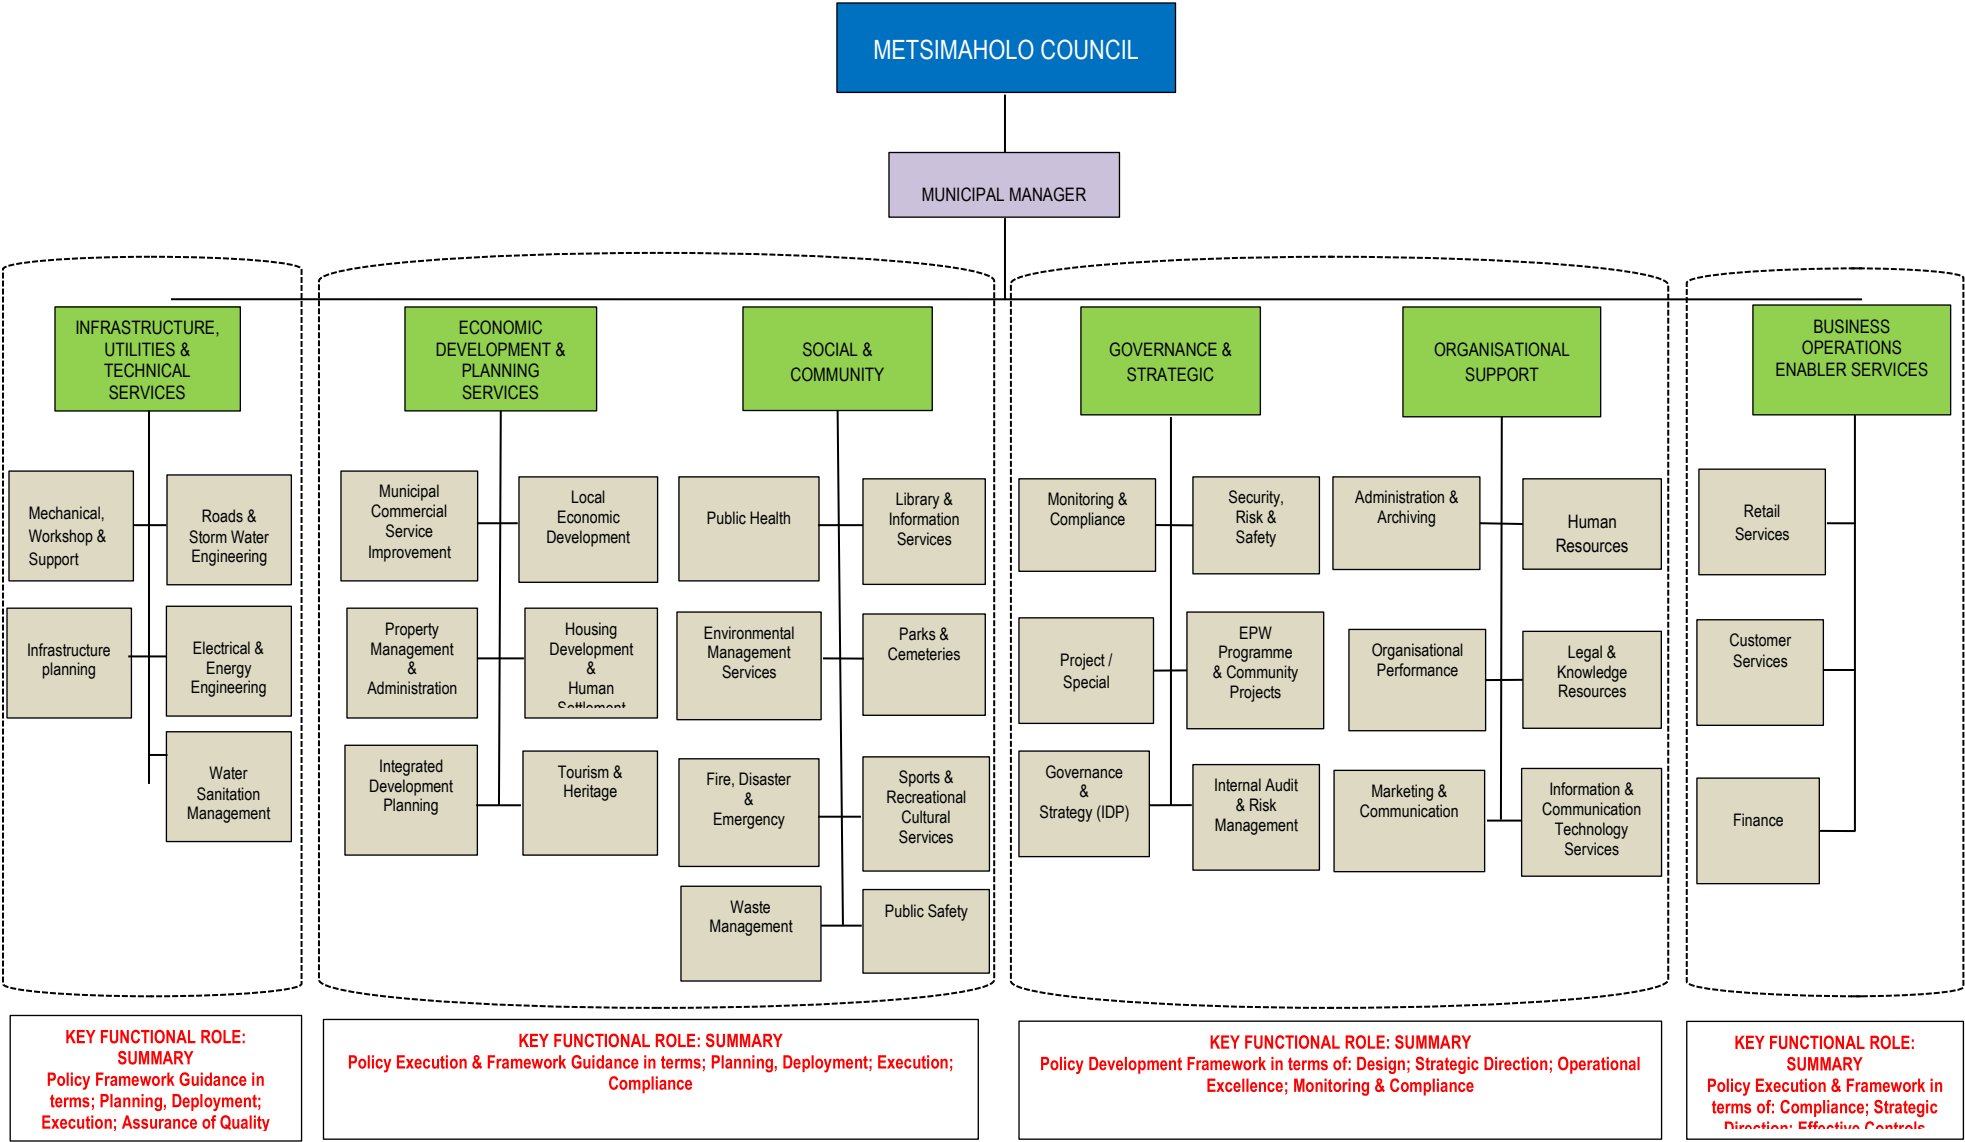 METSIMAHOLO COUNCIL
MUNICIPAL MANAGER
INFRASTRUCTURE,
UTILITIES &
TECHNICAL
SERVICES
ECONOMIC
DEVELOPMENT &
PLANNING
SERVICES
SOCIAL &
COMMUNITY
GOVERNANCE &
STRATEGIC
ORGANISATIONAL
SUPPORT
BUSINESS
OPERATIONS
ENABLER SERVICES
Mechanical,
Workshop &
Support
Roads &
Storm Water
Engineering
Infrastructure
planning
Electrical &
Energy
Engineering
Water
Sanitation
Management
Municipal
Commercial
Service
Improvement
Local
Economic
Development
Property
Management
&
Administration
Housing
Development
&
Human
Settlement
Integrated
Development
Planning
Tourism &
Heritage
Public Health
Library &
Information
Services
Environmental
Management
Services
Parks &
Cemeteries
Fire, Disaster
&
Emergency
Sports &
Recreational
Cultural
Services
Waste
Management
Public Safety
Monitoring &
Compliance
Security,
Risk &
Safety
Project /
Special
EPW
Programme
& Community
Projects
Governance
&
Strategy (IDP)
Internal Audit
& Risk
Management
Administration &
Archiving
Human
Resources
Organisational
Performance
Legal &
Knowledge
Resources
Marketing &
Communication
Information &
Communication
Technology
Services
Retail
Services
Customer
Services
Finance
KEY FUNCTIONAL ROLE:
SUMMARY
Policy Framework Guidance in
terms; Planning, Deployment;
Execution; Assurance of Quality
KEY FUNCTIONAL ROLE: SUMMARY
Policy Execution & Framework Guidance in terms; Planning, Deployment; Execution;
Compliance
KEY FUNCTIONAL ROLE: SUMMARY
Policy Development Framework in terms of: Design; Strategic Direction; Operational
Excellence; Monitoring & Compliance
KEY FUNCTIONAL ROLE:
SUMMARY
Policy Execution & Framework in
terms of: Compliance; Strategic
Direction; Effective Controls